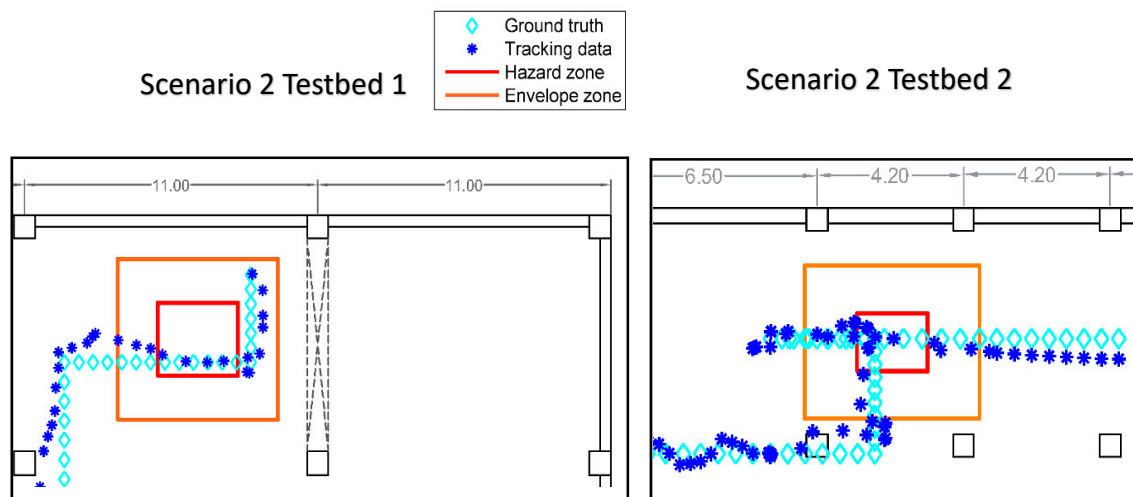 Ground truth
Tracking data
Hazard zone
Envelope zone
Scenario 2 Testbed 1
Scenario 2 Testbed 2
11.00
11.00
6.50
4.20
4.20